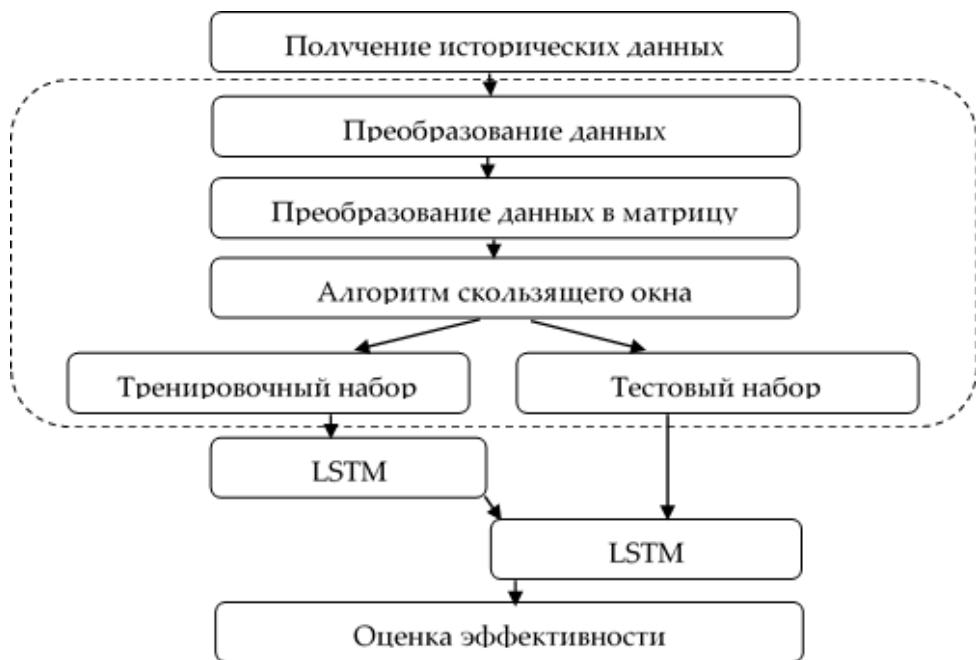 Получение исторических данных
Преобразование данных
Преобразование данных в матрицу
Алгоритм скользящего окна
Тренировочный набор
Тестовый набор
LSTM
LSTM
Оценка эффективности